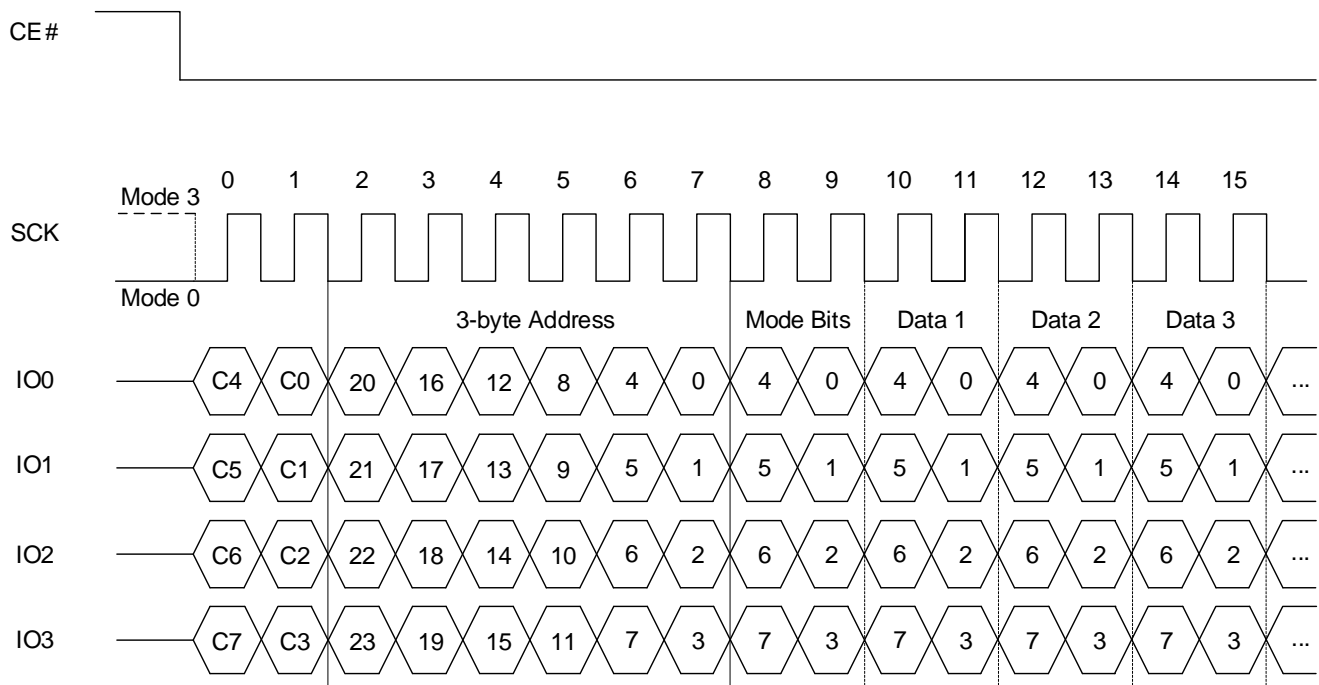 CE#
0 1 2 3 4 5 6 7 8 9 10 11 12 13 14 15
Mode 3
SCK
Mode 0
3-byte Address Mode Bits Data 1 Data 2 Data 3
IO0 C4 C0 20 16 12 8 4 0 4 0 4 0 4 0 4 0 ...
IO1 C5 C1 21 17 13 9 5 1 5 1 5 1 5 1 5 1 ...
IO2 C6 C2 22 18 14 10 6 2 6 2 6 2 6 2 6 2 ...
IO3 C7 C3 23 19 15 11 7 3 7 3 7 3 7 3 7 3 ...